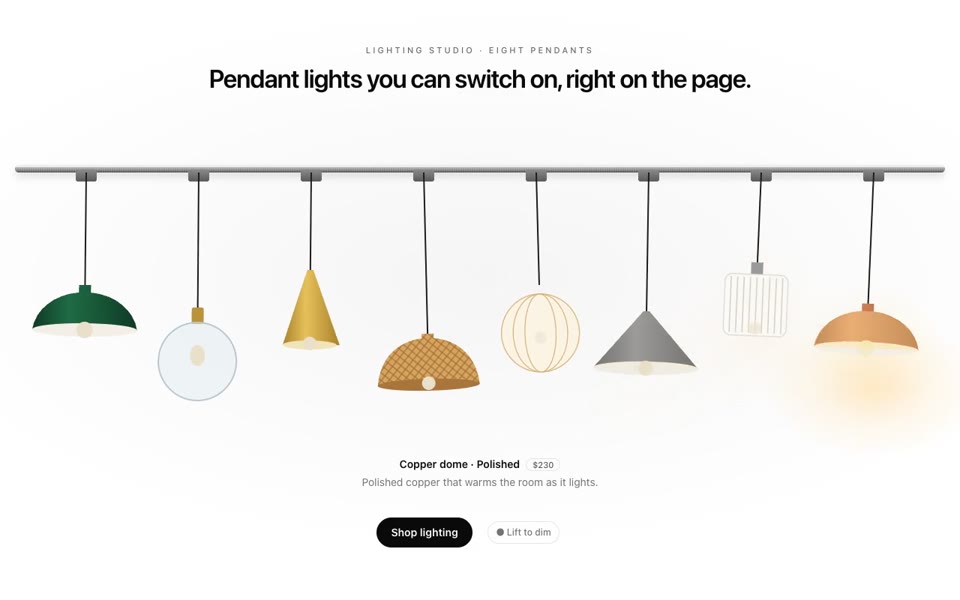 LIGHTING STUDIO · EIGHT PENDANTS
Pendant lights you can switch on, right on the page.
Copper dome · Polished $230
Polished copper that warms the room as it lights.
Shop lighting Lift to dim